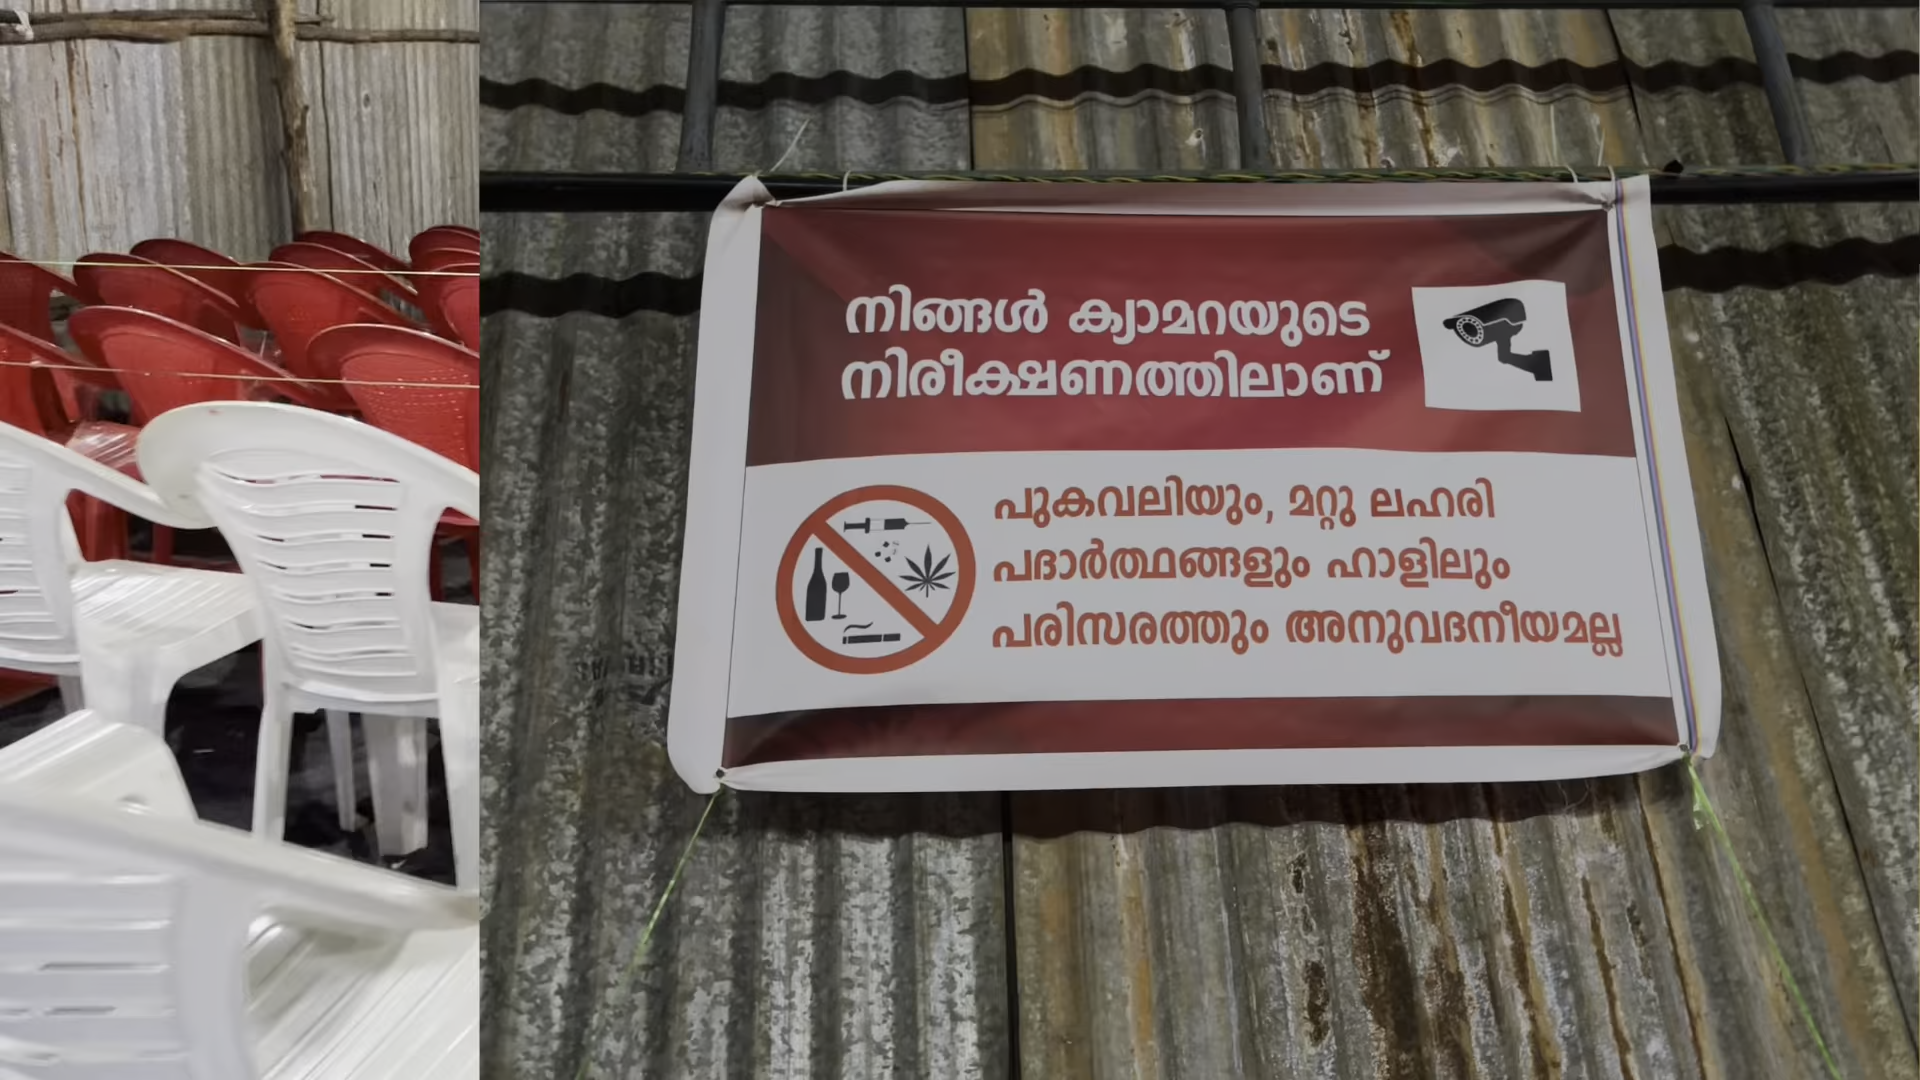 നിങ്ങൾ ക്യാമറയുടെ
നിരീക്ഷണത്തിലാണ്
പുകവലിയും, മറ്റു ലഹരി
പദാർത്ഥങ്ങളും ഹാളിലും
പരിസരത്തും അനുവദനീയമല്ല